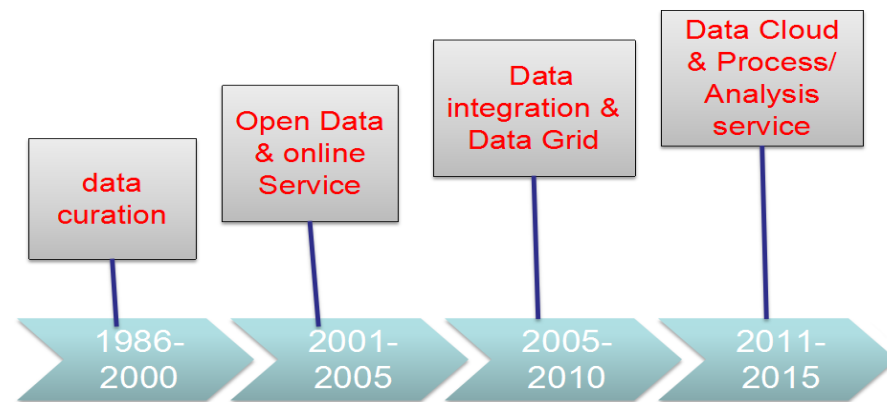 data
curation
Open Data
& online
Service
Data
integration &
Data Grid
Data Cloud
& Process/
Analysis
service
1986-
2000
2001-
2005
2005-
2010
2011-
2015